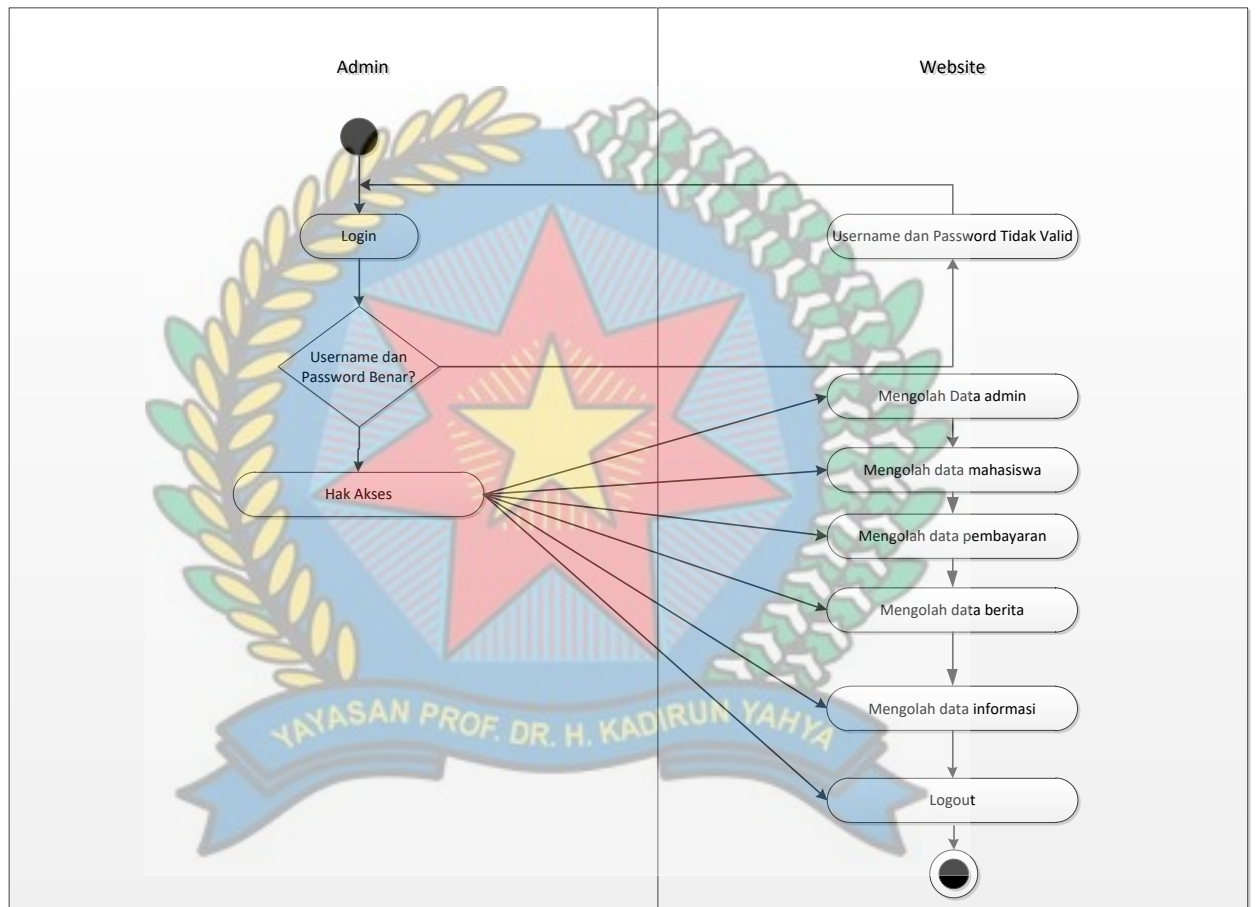 Admin
Website
Login
Username dan Password Tidak Valid
Username dan
Password Benar?
Mengolah Data admin
Mengolah data mahasiswa
Hak Akses
Mengolah data pembayaran
Mengolah data berita
Mengolah data informasi
YAYASAN PROF. DR. H. KADIRUN YAHYA
Logout